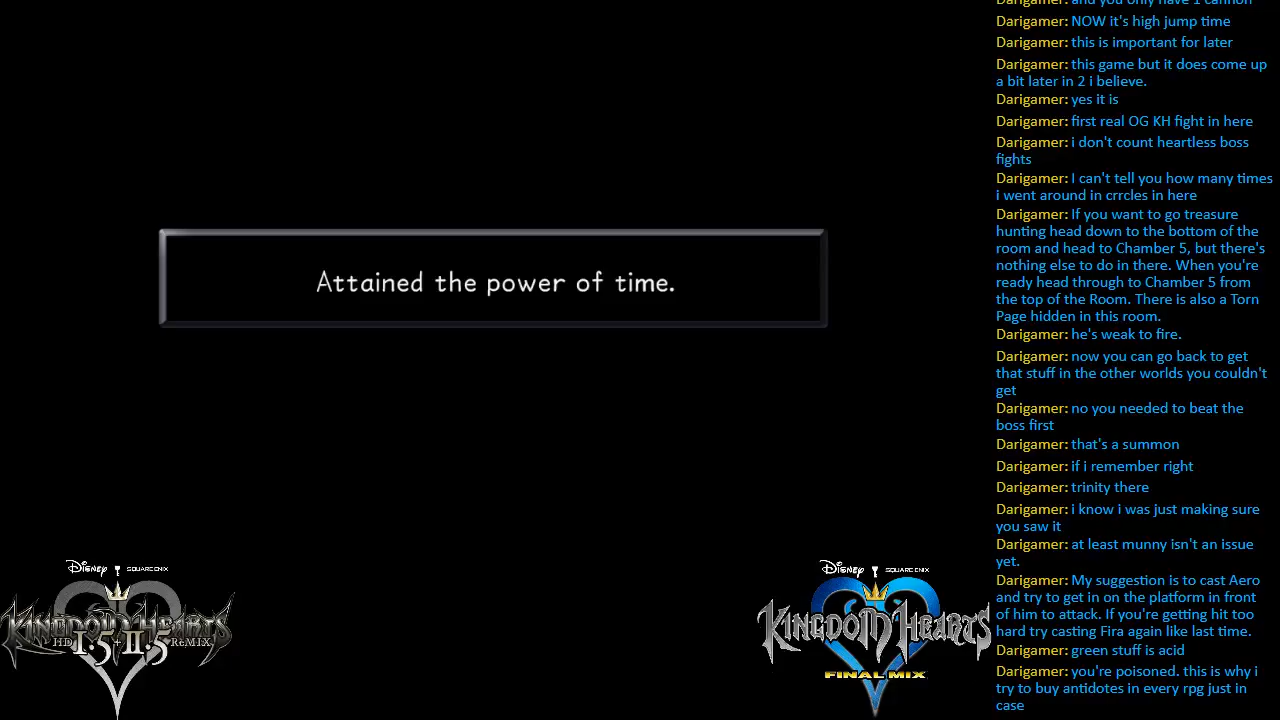 Darigamer: and you only have 1 cannon
Darigamer: NOW it's high jump time
Darigamer: this is important for later
Darigamer: this game but it does come up
a bit later in 2 i believe.
Darigamer: yes it is
Darigamer: first real OG KH fight in here
Darigamer: i don't count heartless boss
fights
Darigamer: I can't tell you how many times
i went around in crrcles in here
Darigamer: If you want to go treasure
hunting head down to the bottom of the
room and head to Chamber 5, but there's
nothing else to do in there. When you're
ready head through to Chamber 5 from
the top of the Room. There is also a Torn
Page hidden in this room.
Darigamer: he's weak to fire.
Darigamer: now you can go back to get
that stuff in the other worlds you couldn't
get
Darigamer: no you needed to beat the
boss first
Darigamer: that's a summon
Darigamer: if i remember right
Darigamer: trinity there
Darigamer: i know i was just making sure
you saw it
Darigamer: at least munny isn't an issue
yet.
Darigamer: My suggestion is to cast Aero
and try to get in on the platform in front
of him to attack. If you're getting hit too
hard try casting Fira again like last time.
Darigamer: green stuff is acid
Darigamer: you're poisoned. this is why i
try to buy antidotes in every rpg just in
case
Attained the power of time.
Disney SQUARE ENIX
KINGDOM HEARTS
HD I.5+II.5 ReMIX
Disney SQUARE ENIX
KINGDOM HEARTS
FINAL MIX